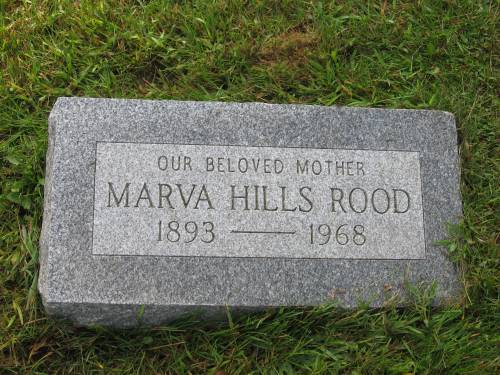 OUR BELOVED MOTHER
MARVA HILLS ROOD
1893 — 1968